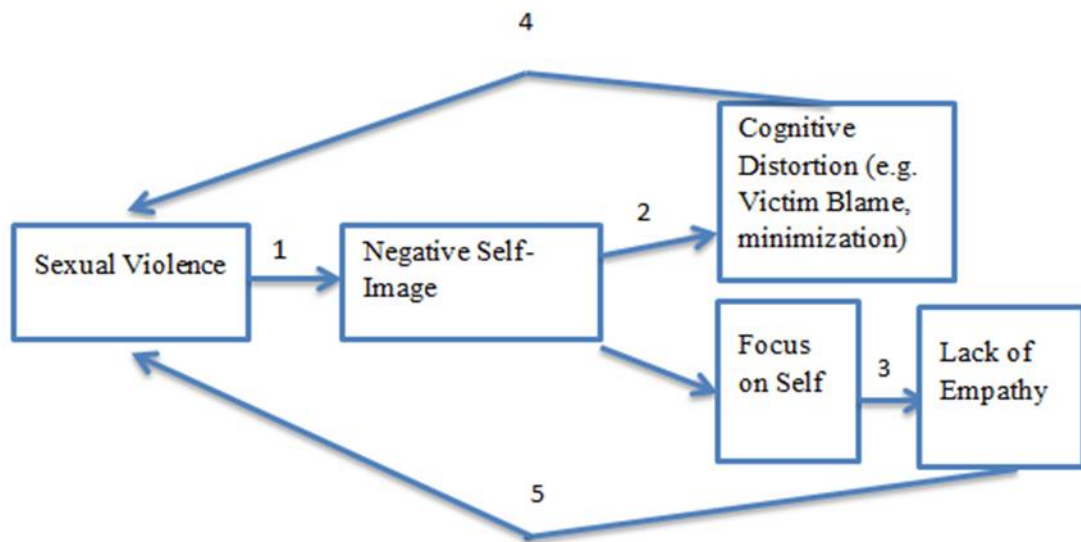 4
Cognitive
Distortion (e.g.
Victim Blame,
minimization)
2
1
Sexual Violence
Negative Self-
Image
Focus
on Self
3
Lack of
Empathy
5